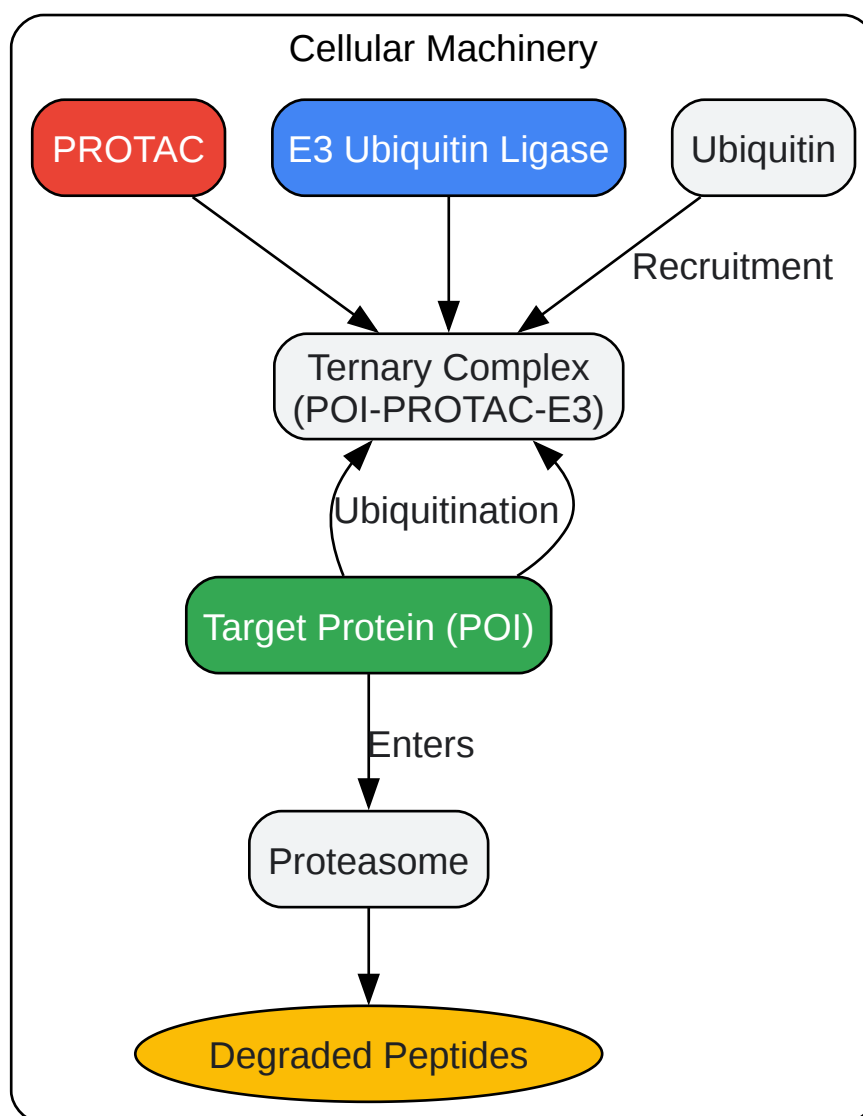 Cellular Machinery
PROTAC
E3 Ubiquitin Ligase
Ubiquitin
Recruitment
Ternary Complex
(POI-PROTAC-E3)
Ubiquitination
Target Protein (POI)
Enters
Proteasome
Degraded Peptides